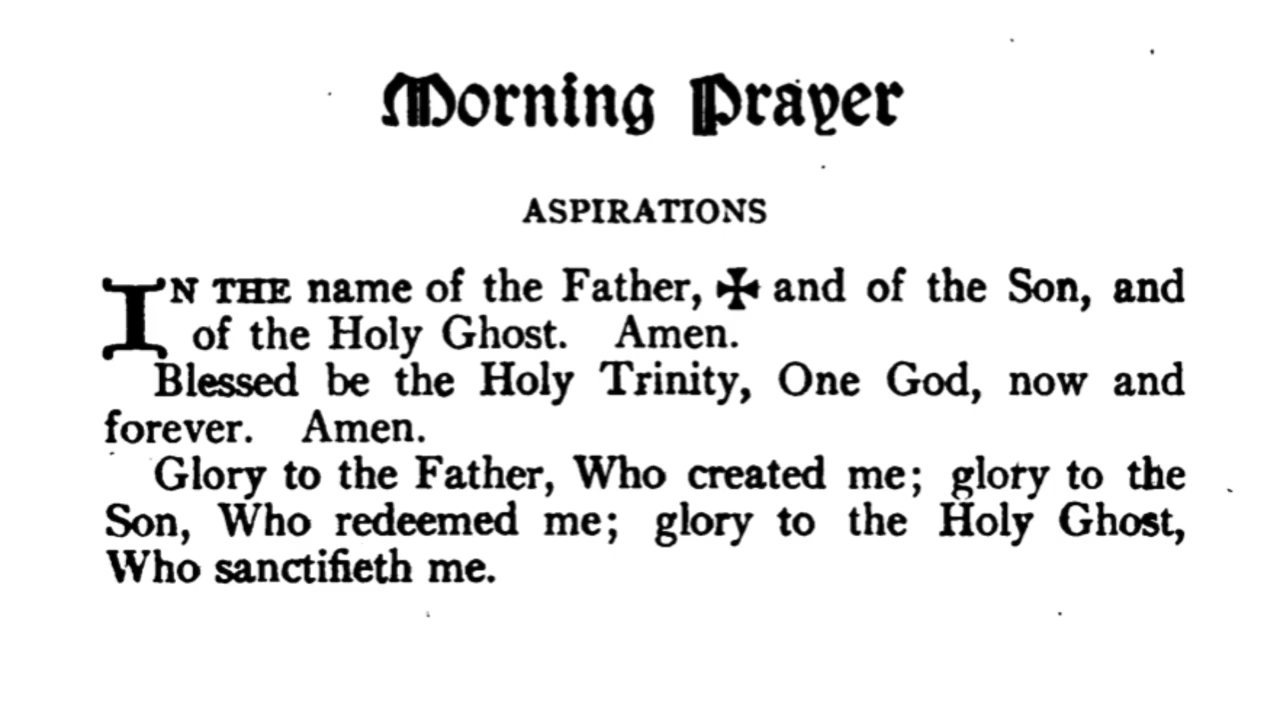 Morning Prayer
ASPIRATIONS
IN THE name of the Father, ✠ and of the Son, and
of the Holy Ghost. Amen.
Blessed be the Holy Trinity, One God, now and
forever. Amen.
Glory to the Father, Who created me; glory to the
Son, Who redeemed me; glory to the Holy Ghost,
Who sanctifieth me.